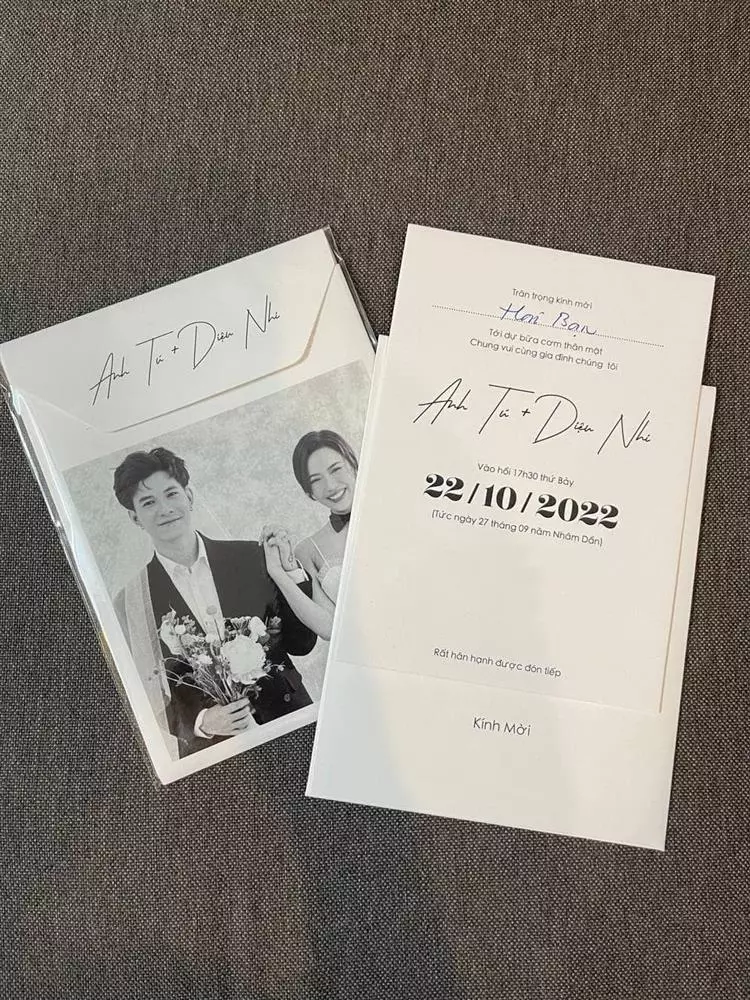 Anh Tú + Diệu Nhi
Trân trọng kính mời
Hai Bạn
Tới dự bữa cơm thân mật
Chung vui cùng gia đình chúng tôi
Anh Tú + Diệu Nhi
Vào hồi 17h30 thứ Bảy
22/10/2022
(Tức ngày 27 tháng 09 năm Nhâm Dần)
Rất hân hạnh được đón tiếp
Kính Mời